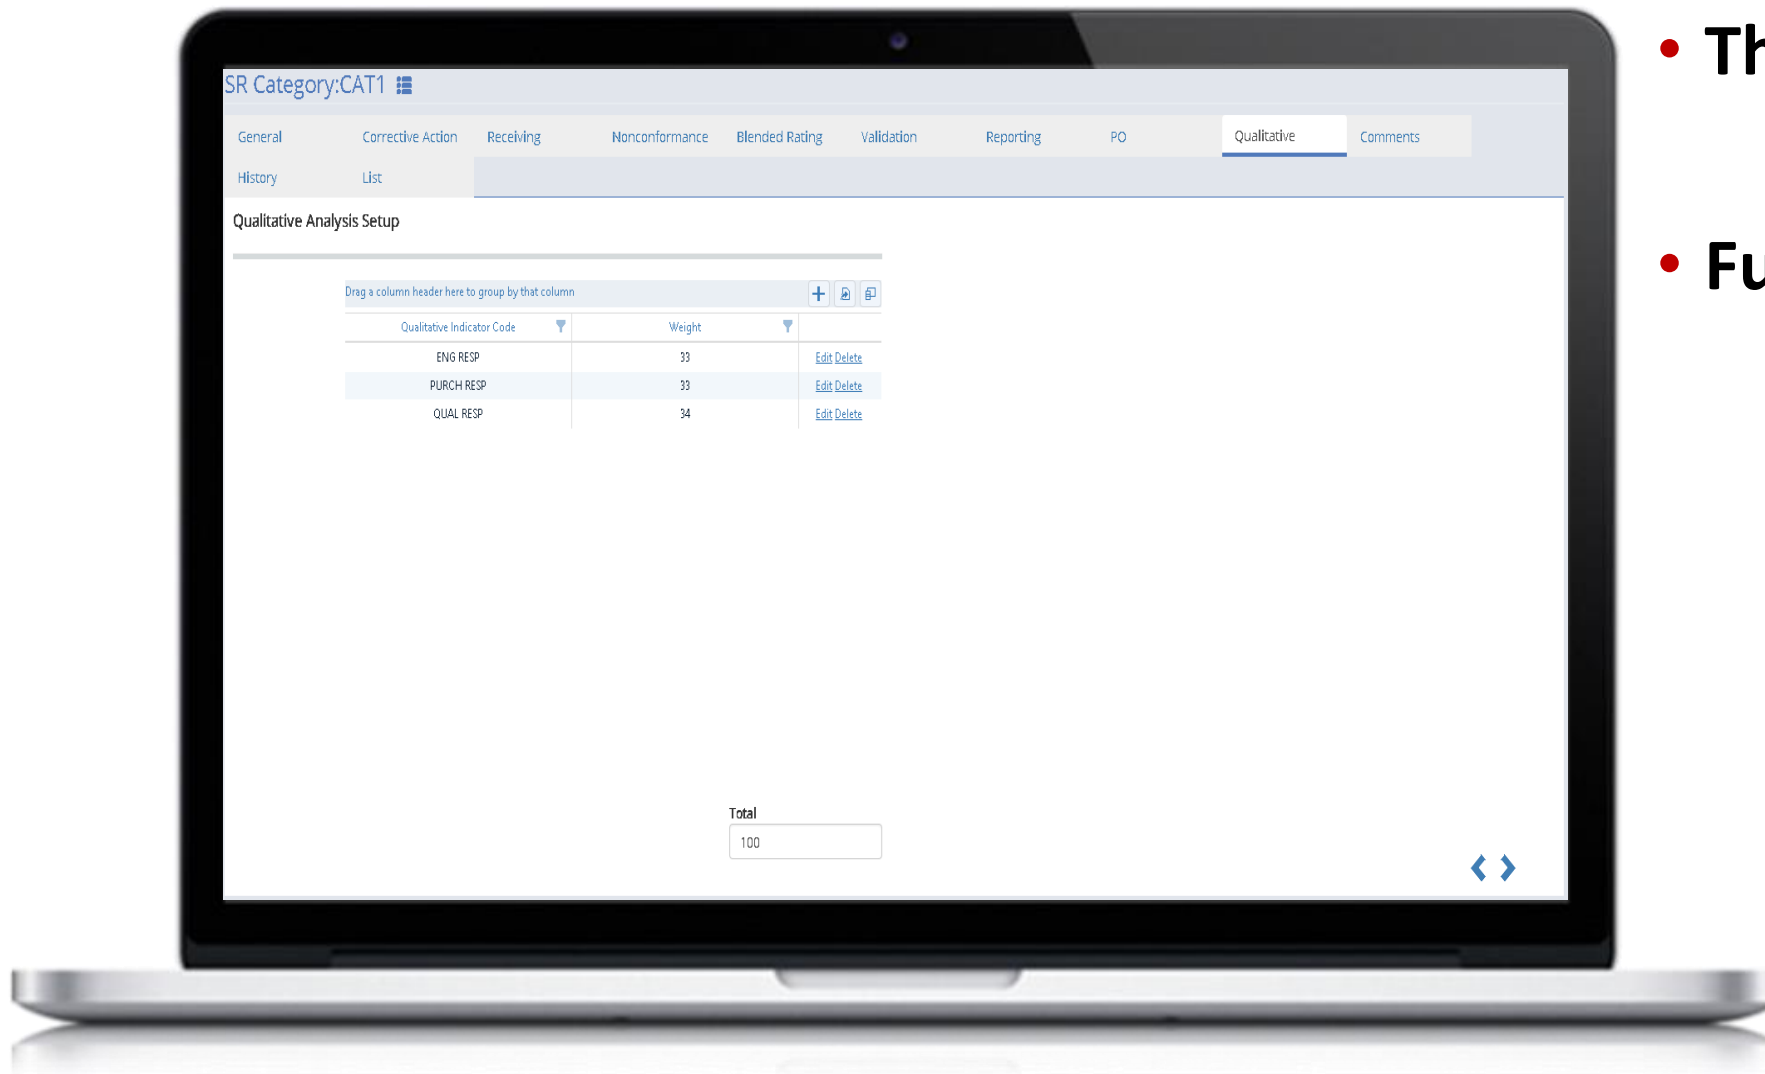 SR Category:CAT1
General Corrective Action Receiving Nonconformance Blended Rating Validation Reporting PO Qualitative Comments
History List
Qualitative Analysis Setup
Drag a column header here to group by that column
Qualitative Indicator Code Weight
ENG RESP 33 Edit Delete
PURCH RESP 33 Edit Delete
QUAL RESP 34 Edit Delete
Total
100
• Th
• Fu